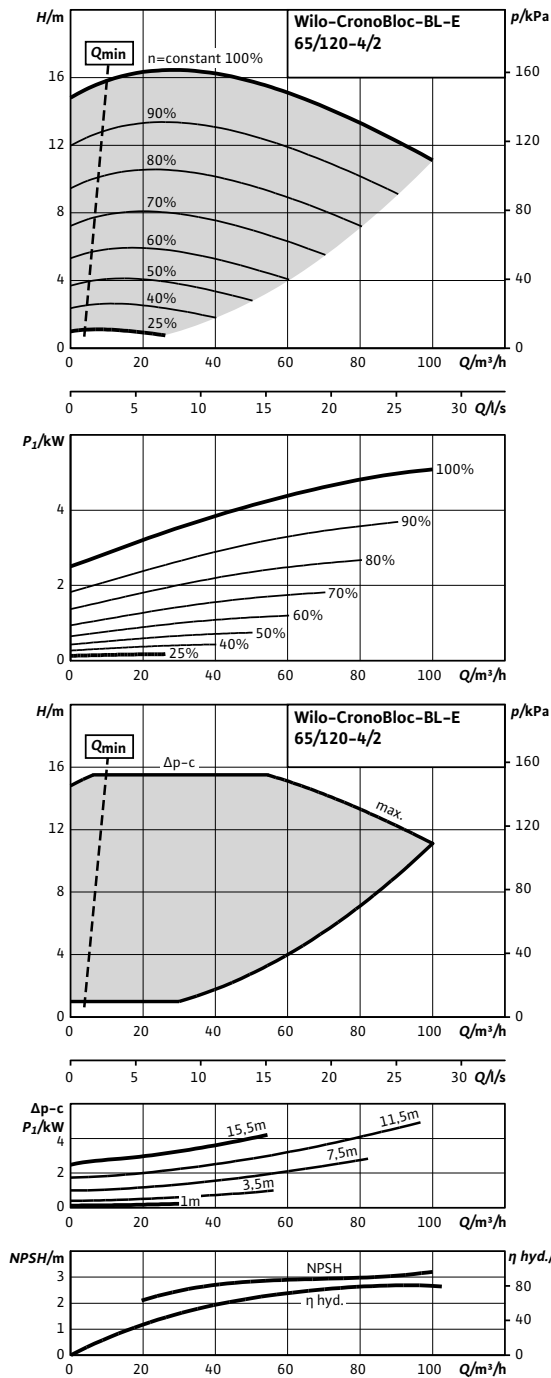 H/m
Wilo-CronoBloc-BL-E
65/120-4/2
p/kPa
Qmin
n=constant 100%
16
160
90%
12
120
80%
8
70%
80
60%
50%
4
40%
40
25%
0
0
0 20 40 60 80 100 Q/m³/h
0 5 10 15 20 25 30 Q/l/s
P₁/kW
100%
4
90%
80%
2
70%
60%
50%
40%
25%
0
0 20 40 60 80 100 Q/m³/h
H/m
Wilo-CronoBloc-BL-E
65/120-4/2
p/kPa
Qmin
Δp-c
16
160
max.
12
120
8
80
4
40
0
0
0 20 40 60 80 100 Q/m³/h
0 5 10 15 20 25 30 Q/l/s
Δp-c
P₁/kW
15,5m
11,5m
4
7,5m
2
3,5m
1m
0
0 20 40 60 80 100 Q/m³/h
NPSH/m
η hyd./
3
NPSH
80
2
η hyd.
40
1
0
0
0 20 40 60 80 100 Q/m³/h